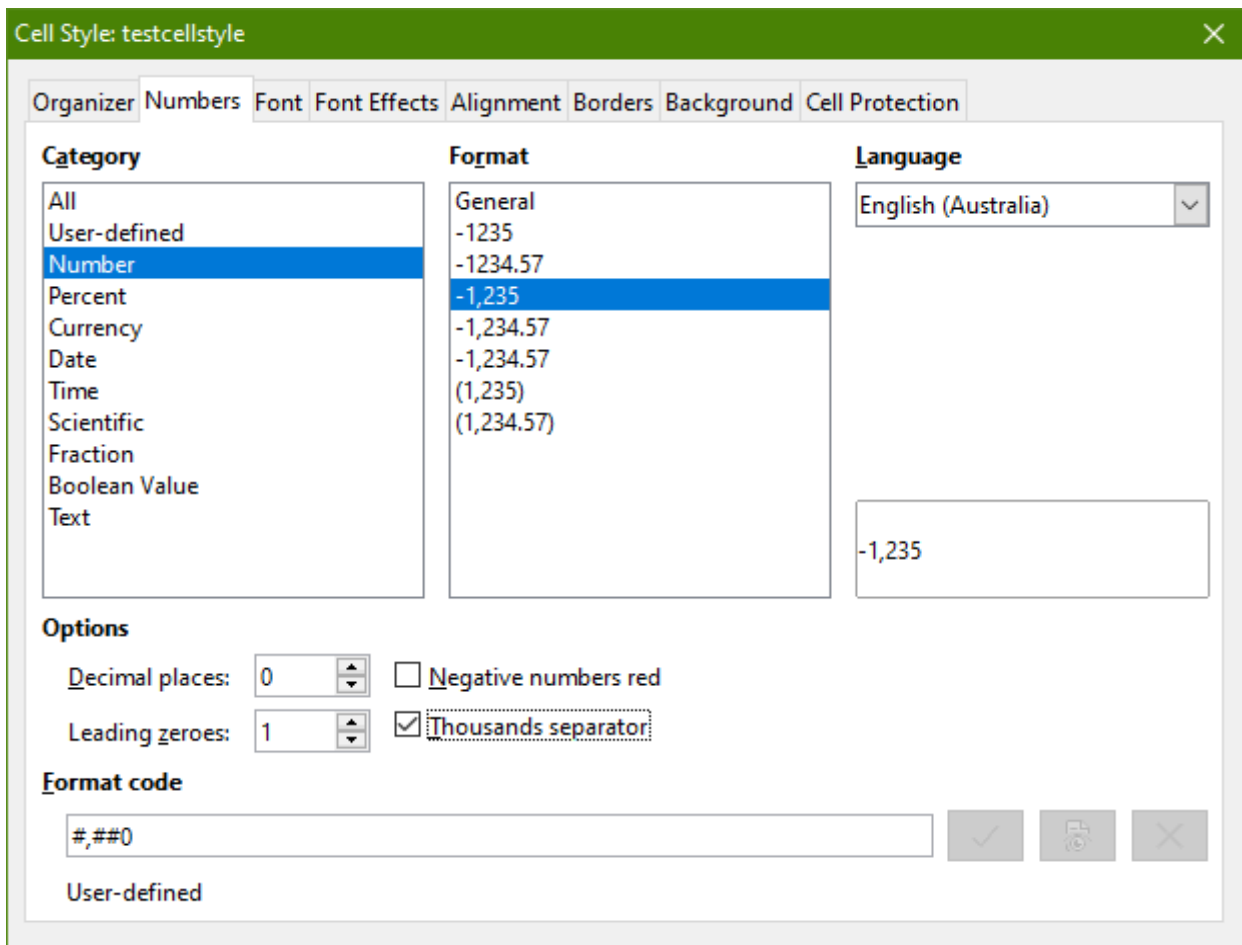 Cell Style: testcellstyle
Organizer Numbers Font Font Effects Alignment Borders Background Cell Protection
Category
All
User-defined
Number
Percent
Currency
Date
Time
Scientific
Fraction
Boolean Value
Text
Format
General
-1235
-1234.57
-1,235
-1,234.57
-1,234.57
(1,235)
(1,234.57)
Language
English (Australia)
-1,235
Options
Decimal places: 0 Negative numbers red
Leading zeroes: 1 Thousands separator
Format code
#,##0
User-defined